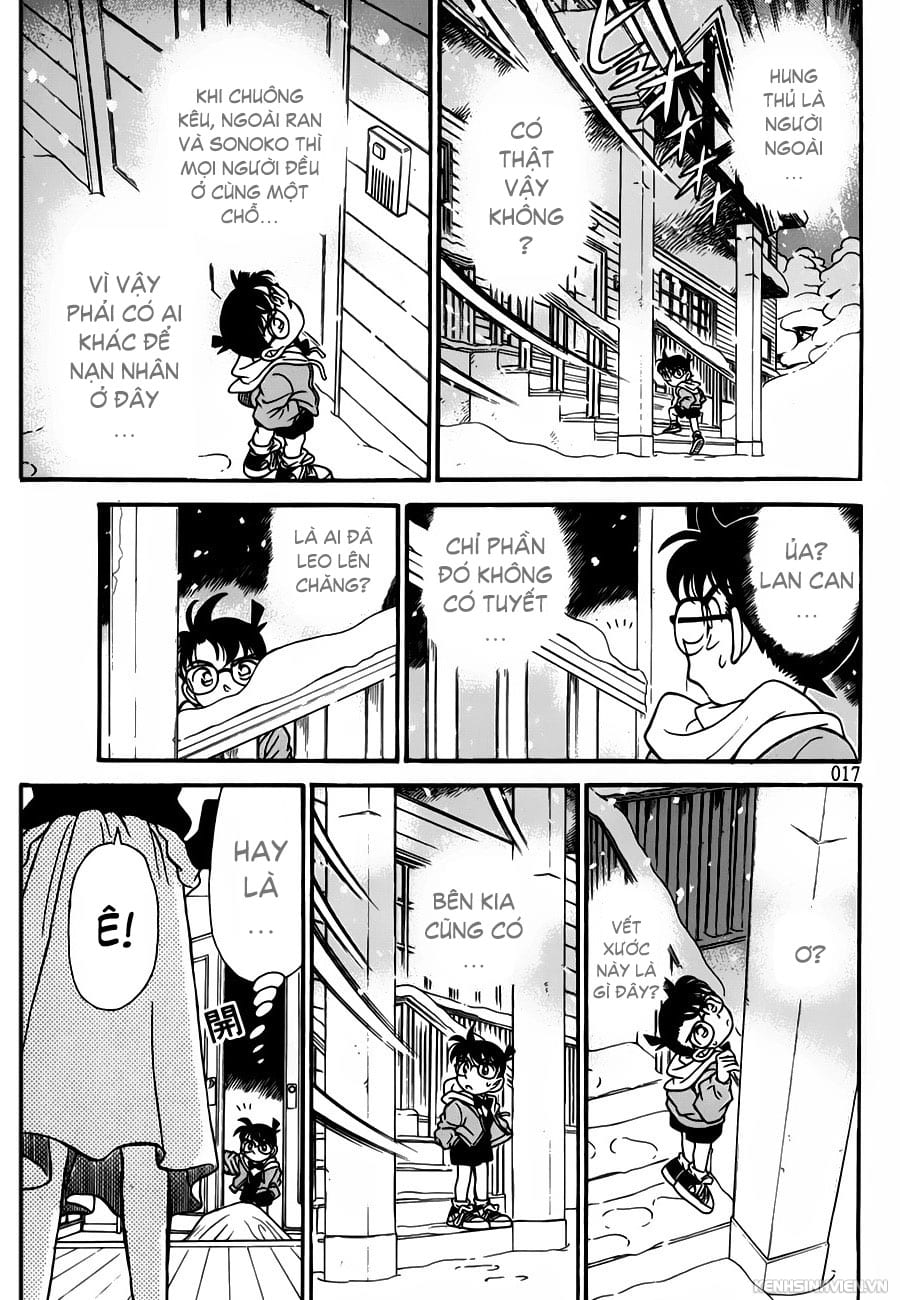 HUNG
THỦ LÀ
NGƯỜI
NGOÀI
...
CÓ
THẬT
VẬY
KHÔNG
?
KHI CHUÔNG
KÊU, NGOÀI RAN
VÀ SONOKO THÌ
MỌI NGƯỜI ĐỀU
Ở CÙNG MỘT
CHỖ...
VÌ VẬY
PHẢI CÓ AI
KHÁC ĐỂ
NẠN NHÂN
Ở ĐÂY
...
ỦA?
LAN CAN
...
CHỈ PHẦN
ĐÓ KHÔNG
CÓ TUYẾT
...
LÀ AI ĐÃ
LEO LÊN
CHĂNG?
017
Ơ?
VẾT
XƯỚC
NÀY LÀ
GÌ ĐÂY?
BÊN KIA
CŨNG CÓ
...
HAY
LÀ
...
Ê!
開
KENHSINHVIEN.VN